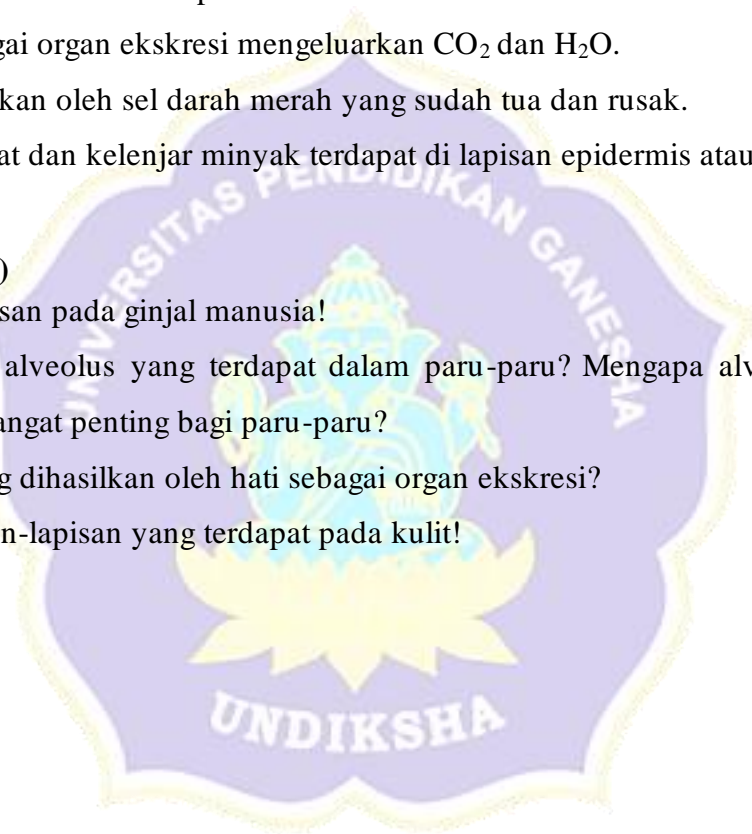 gai organ ekskresi mengeluarkan CO₂ dan H₂O.
kan oleh sel darah merah yang sudah tua dan rusak.
at dan kelenjar minyak terdapat di lapisan epidermis atau
)
san pada ginjal manusia!
alveolus yang terdapat dalam paru-paru? Mengapa alv
angat penting bagi paru-paru?
g dihasilkan oleh hati sebagai organ ekskresi?
n-lapisan yang terdapat pada kulit!
UNIVERSITAS PENDIDIKAN GANESHA
UNDIKSHA